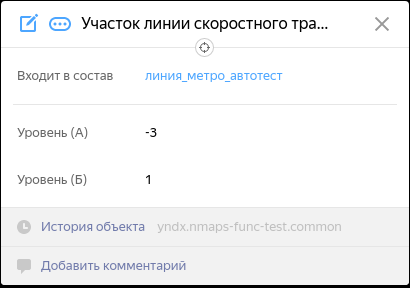 Участок линии скоростного тра...
Входит в состав линия_метро_автотест
Уровень (А) -3
Уровень (Б) 1
История объекта yndx.nmaps-func-test.common
Добавить комментарий